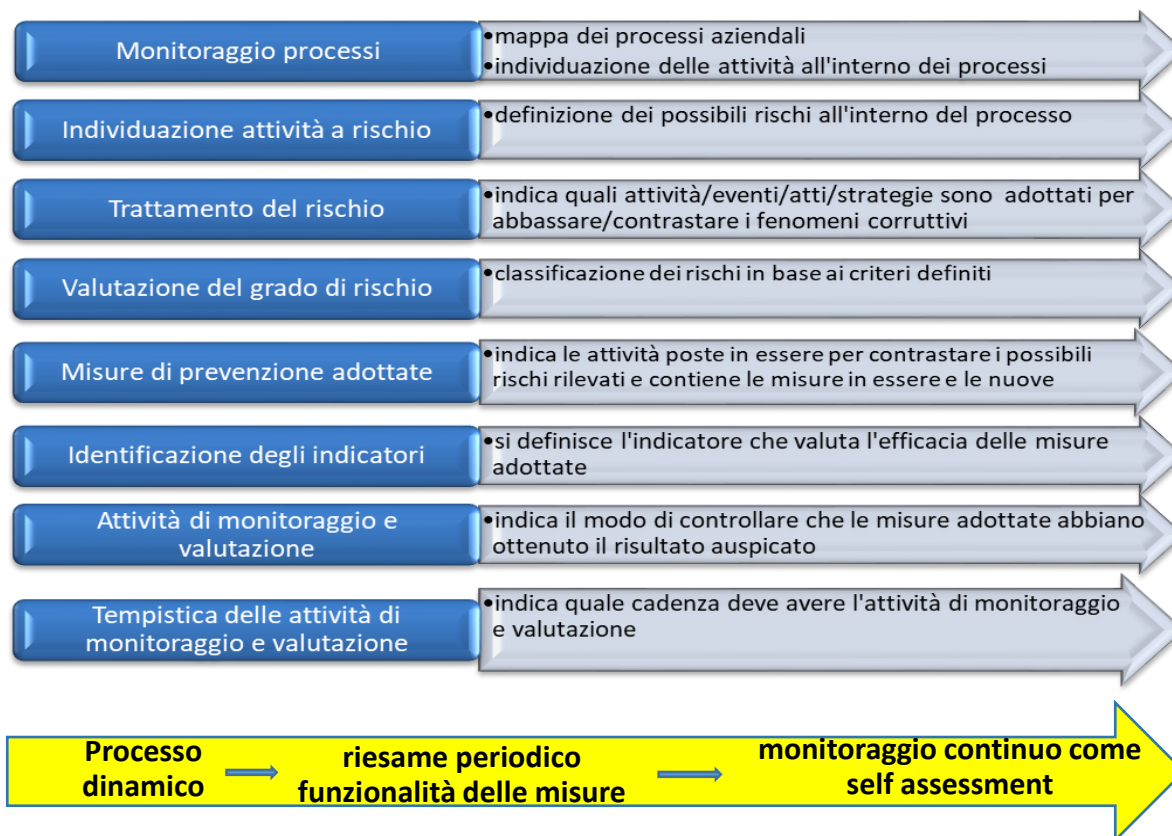 Monitoraggio processi
•mappa dei processi aziendali
•individuazione delle attività all'interno dei processi
Individuazione attività a rischio
•definizione dei possibili rischi all'interno del processo
Trattamento del rischio
•indica quali attività/eventi/atti/strategie sono adottati per
abbassare/contrastare i fenomeni corruttivi
Valutazione del grado di rischio
•classificazione dei rischi in base ai criteri definiti
Misure di prevenzione adottate
•indica le attività poste in essere per contrastare i possibili
rischi rilevati e contiene le misure in essere e le nuove
Identificazione degli indicatori
•si definisce l'indicatore che valuta l'efficacia delle misure
adottate
Attività di monitoraggio e
valutazione
•indica il modo di controllare che le misure adottate abbiano
ottenuto il risultato auspicato
Tempistica delle attività di
monitoraggio e valutazione
•indica quale cadenza deve avere l'attività di monitoraggio
e valutazione
Processo
dinamico
riesame periodico
funzionalità delle misure
monitoraggio continuo come
self assessment